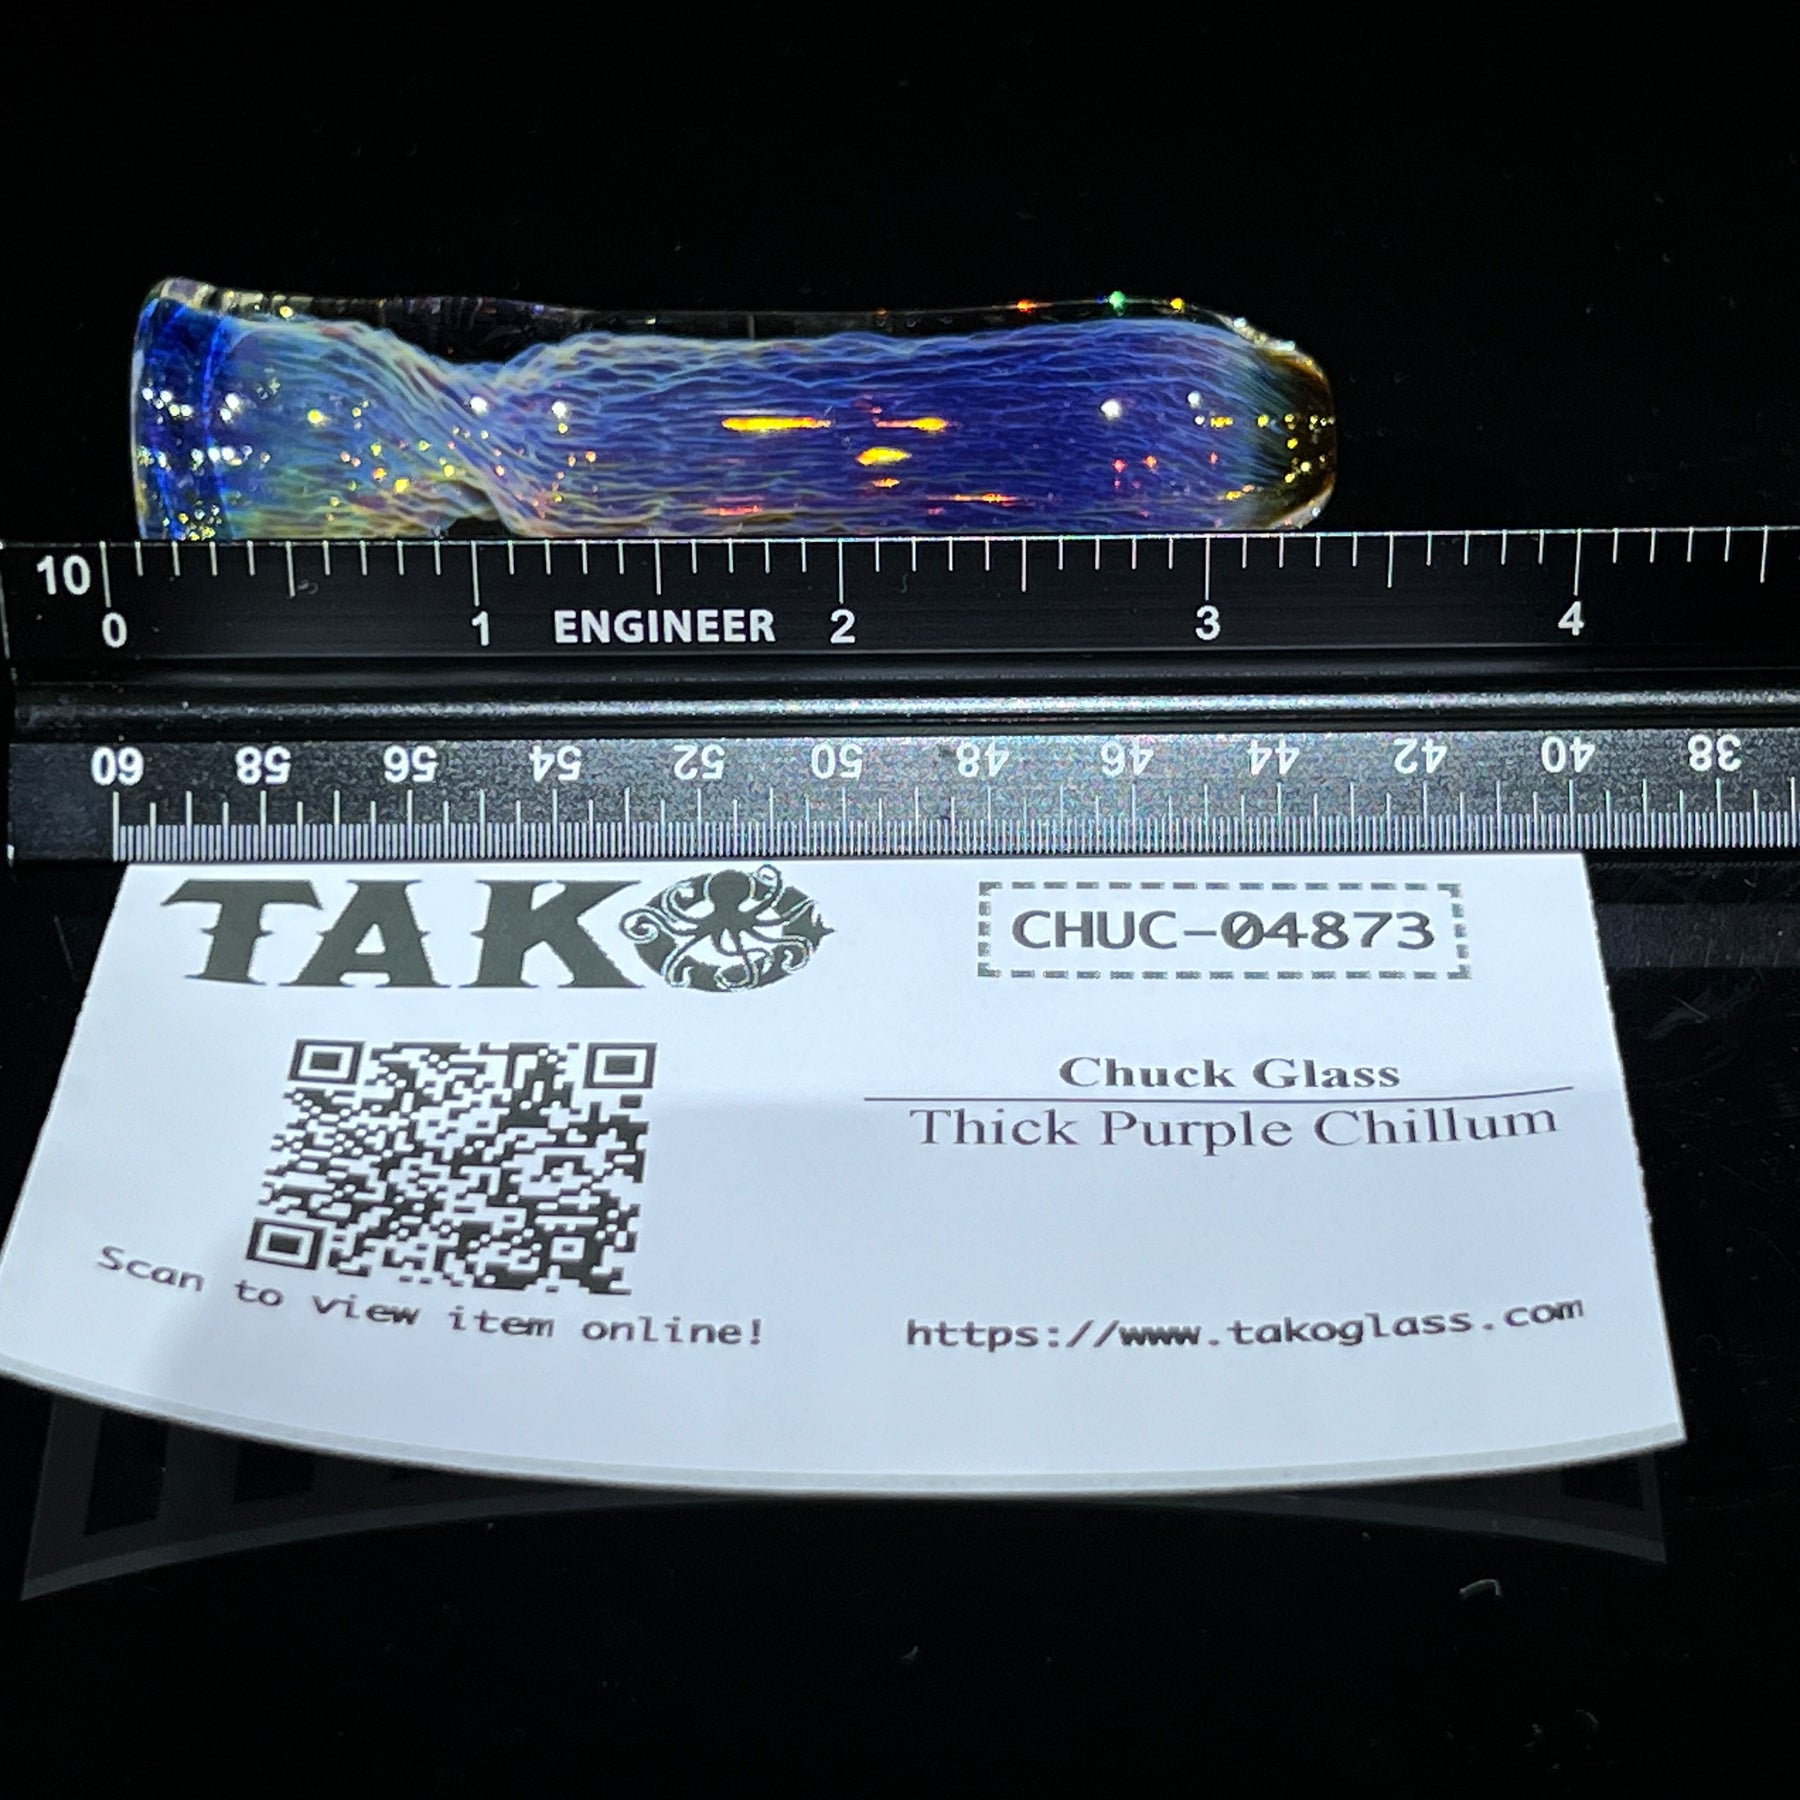 10
0 1 ENGINEER 2 3 4
60 58 56 54 52 50 48 46 44 42 40 38
TAKO
CHUC-04873
Chuck Glass
Thick Purple Chillum
Scan to view item online!
https://www.takoglass.com